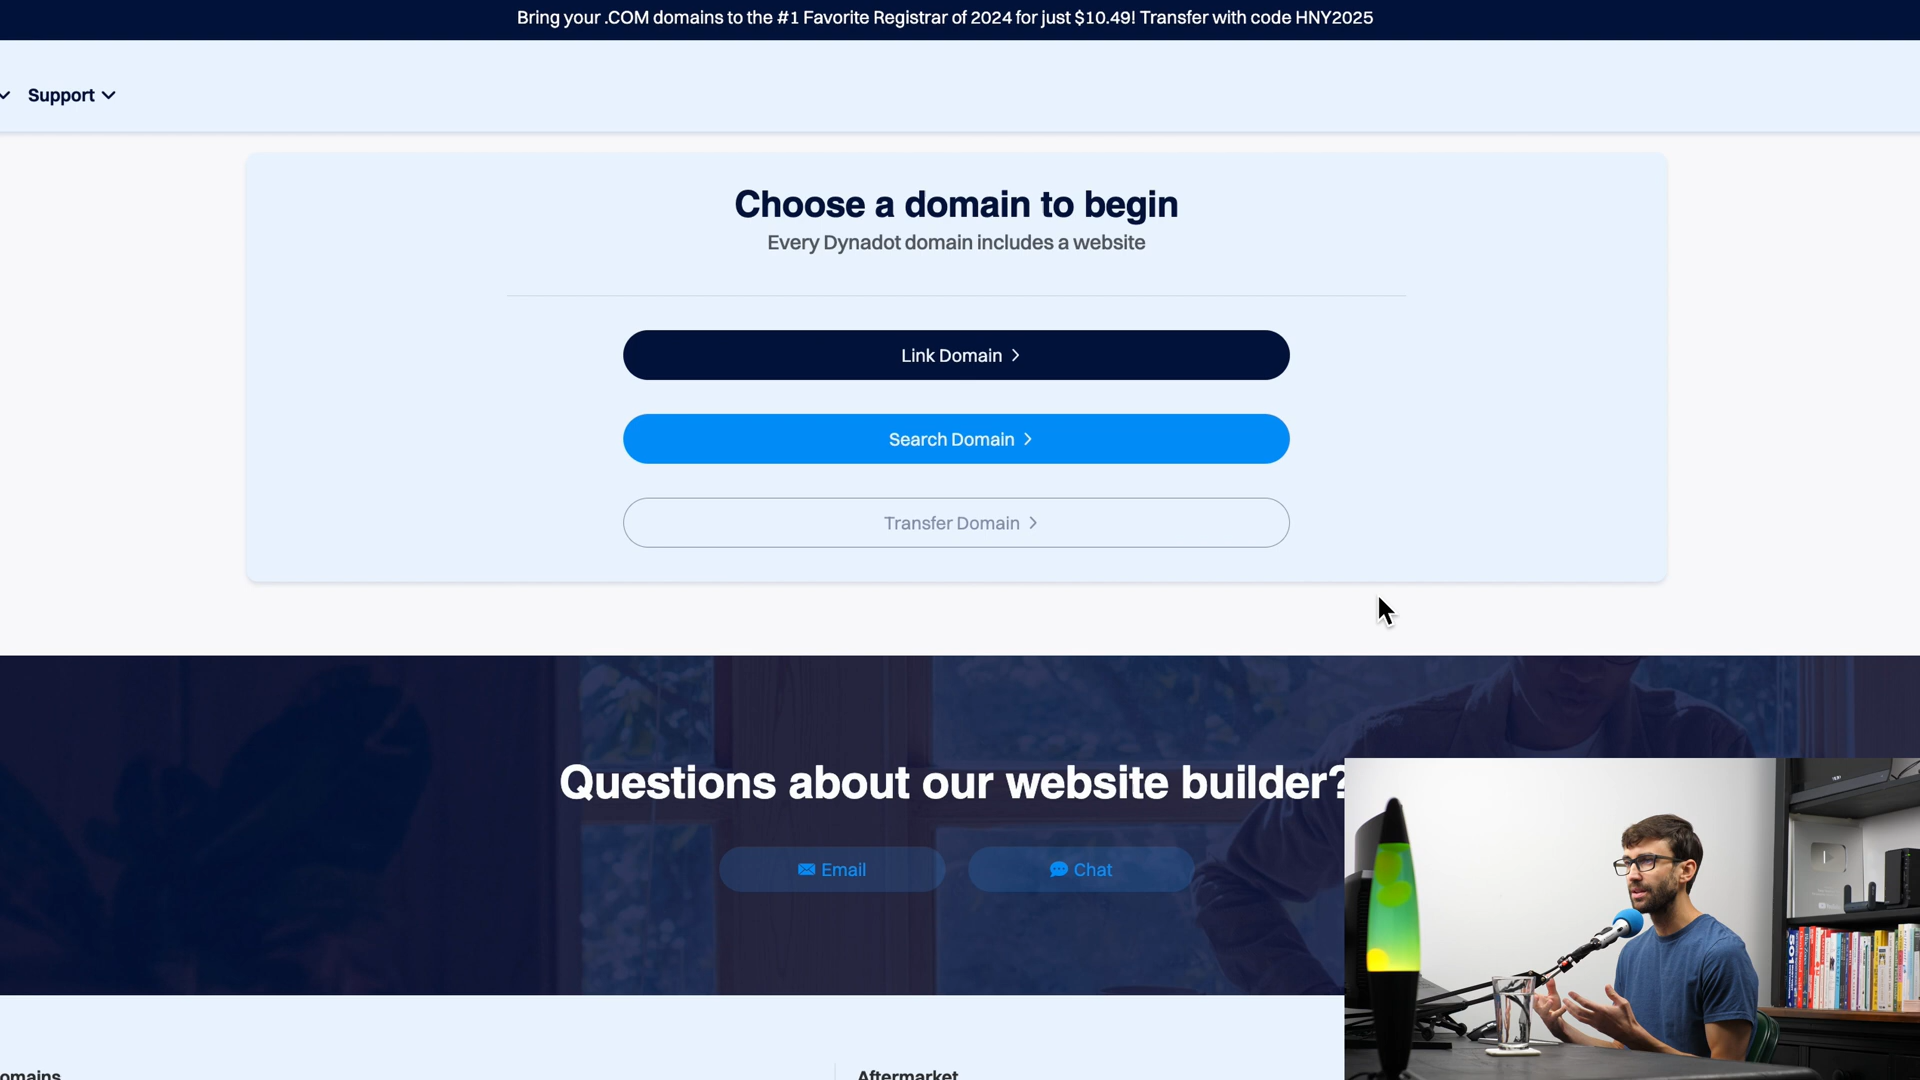 Bring your .COM domains to the #1 Favorite Registrar of 2024 for just $10.49! Transfer with code HNY2025
Support
Choose a domain to begin
Every Dynadot domain includes a website
Link Domain
Search Domain
Transfer Domain
Questions about our website builder?
Email
Chat
omains
Aftermarket